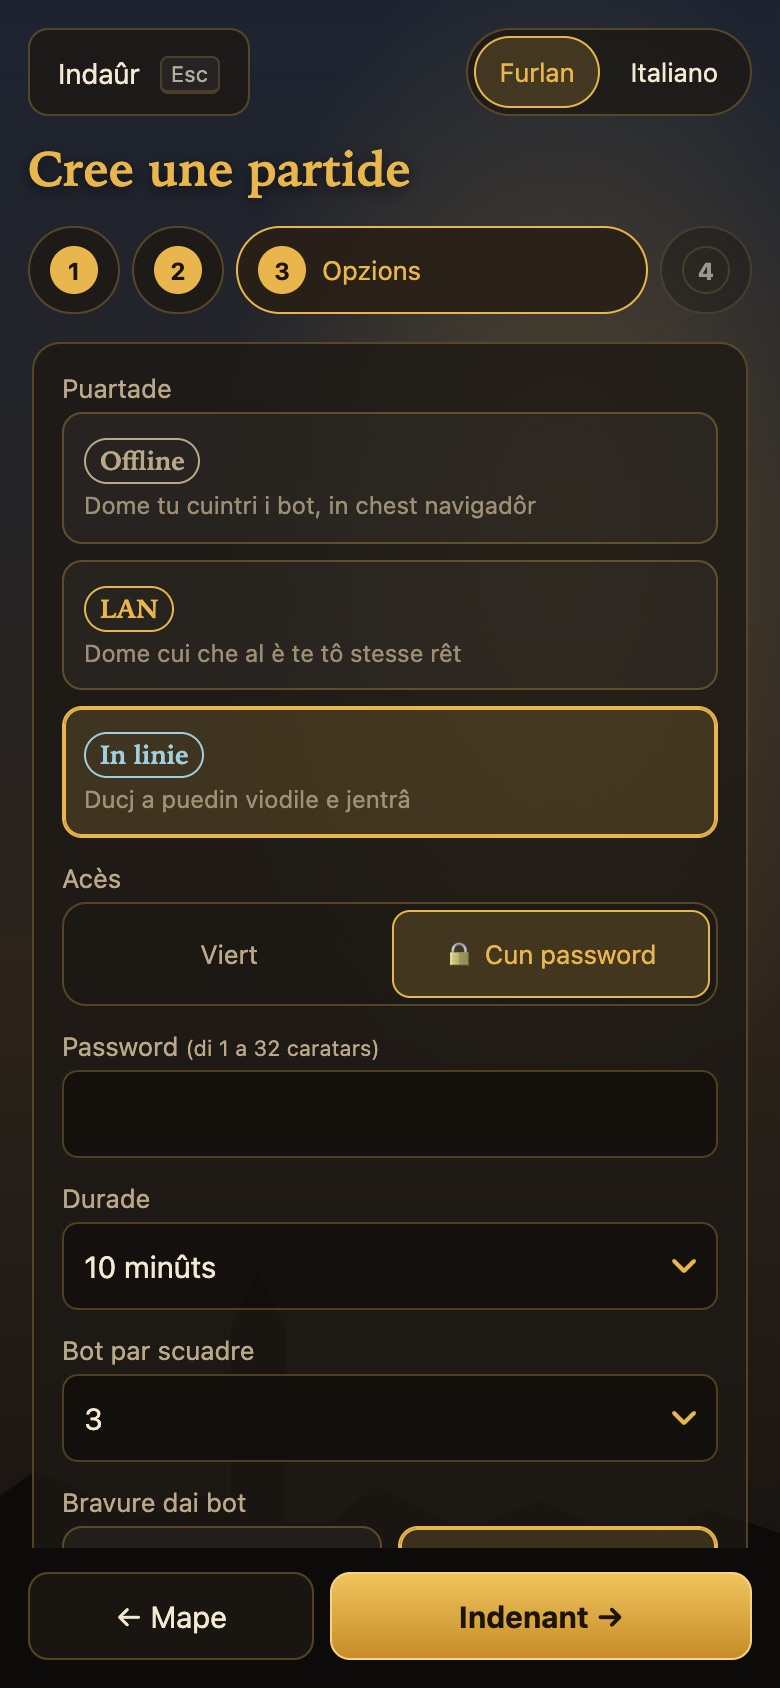 Indaûr Esc
Furlan Italiano
Cree une partide
1 2 3 Opzions 4
Puartade
Offline
Dome tu cuintri i bot, in chest navigadôr
LAN
Dome cui che al è te tô stesse rêt
In linie
Ducj a puedin viodile e jentrâ
Acès
Viert 🔒 Cun password
Password (di 1 a 32 caratars)
Durade
10 minûts
Bot par scuadre
3
Bravure dai bot
← Mape Indenant →